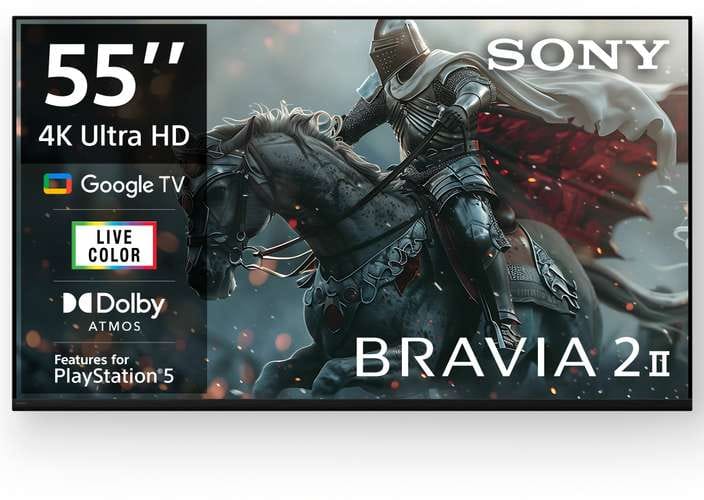 55′′
4K Ultra HD
Google TV
LIVE
COLOR
Dolby
ATMOS
Features for
PlayStation®5
SONY
BRAVIA 2 II